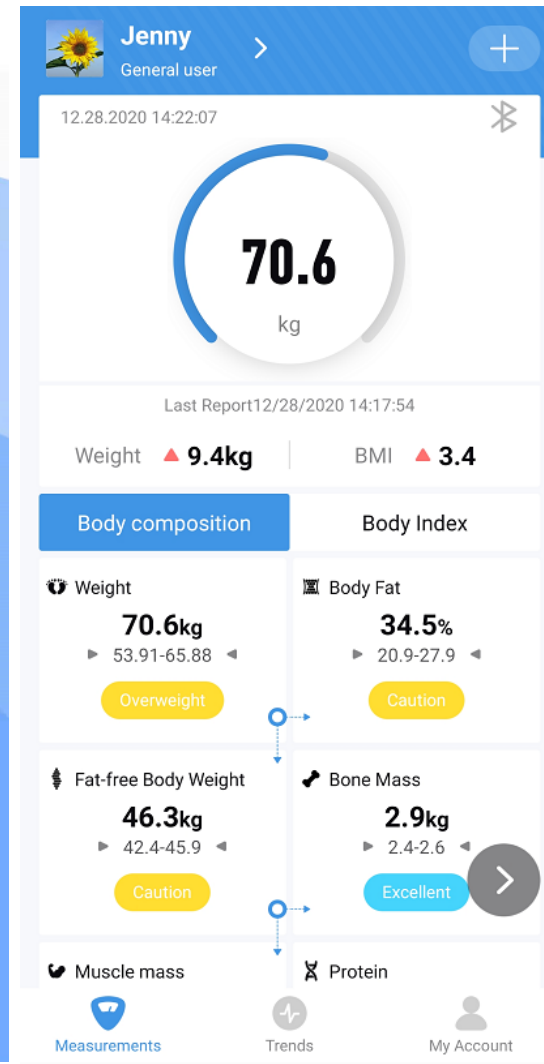 Jenny
General user
12.28.2020 14:22:07
70.6
kg
Last Report12/28/2020 14:17:54
Weight 9.4kg BMI 3.4
Body composition Body Index
Weight
70.6kg
53.91-65.88
Overweight
Body Fat
34.5%
20.9-27.9
Caution
Fat-free Body Weight
46.3kg
42.4-45.9
Caution
Bone Mass
2.9kg
2.4-2.6
Excellent
Muscle mass
Protein
Measurements Trends My Account